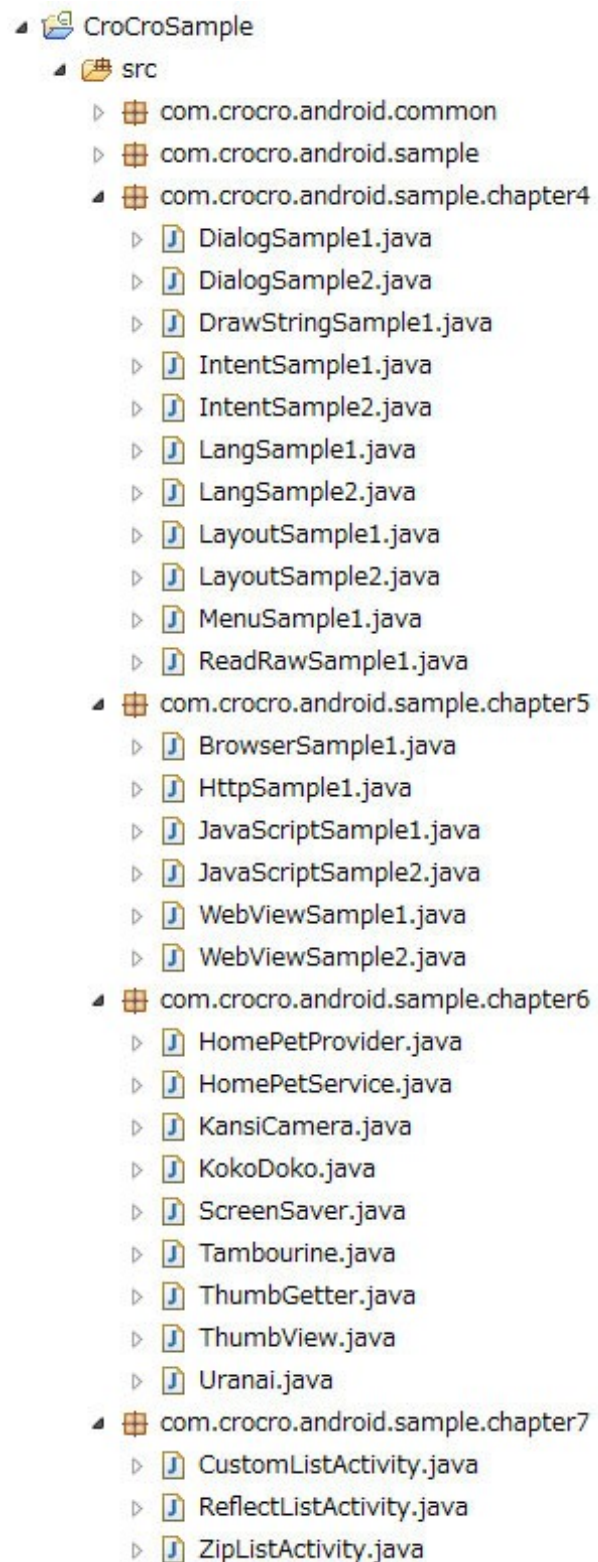 CroCroSample
src
com.crocro.android.common
com.crocro.android.sample
com.crocro.android.sample.chapter4
DialogSample1.java
DialogSample2.java
DrawStringSample1.java
IntentSample1.java
IntentSample2.java
LangSample1.java
LangSample2.java
LayoutSample1.java
LayoutSample2.java
MenuSample1.java
ReadRawSample1.java
com.crocro.android.sample.chapter5
BrowserSample1.java
HttpSample1.java
JavaScriptSample1.java
JavaScriptSample2.java
WebViewSample1.java
WebViewSample2.java
com.crocro.android.sample.chapter6
HomePetProvider.java
HomePetService.java
KansiCamera.java
KokoDoko.java
ScreenSaver.java
Tambourine.java
ThumbGetter.java
ThumbView.java
Uranai.java
com.crocro.android.sample.chapter7
CustomListActivity.java
ReflectListActivity.java
ZipListActivity.java